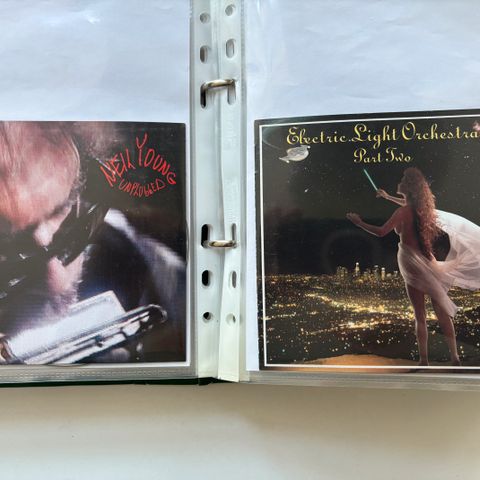 NEIL YOUNG
UNPLUGGED
Electric Light Orchestra
Part Two